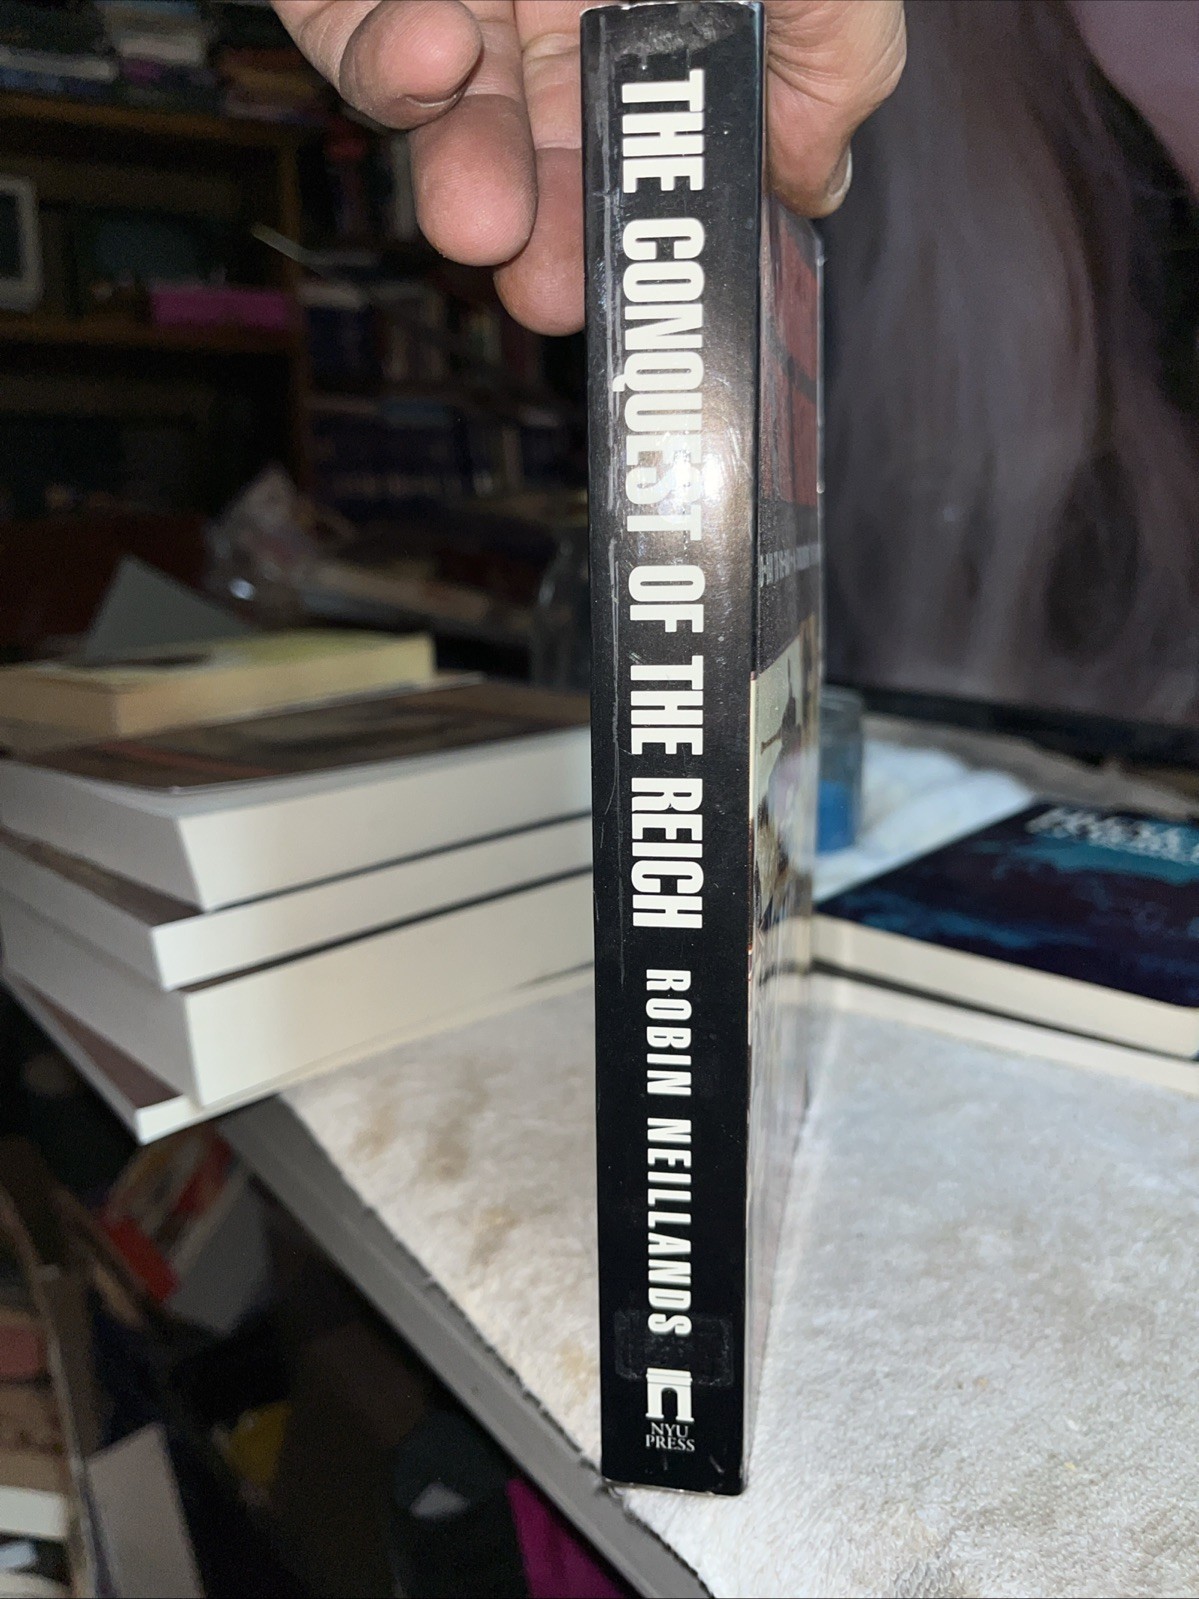 THE CONQUEST OF THE REICH ROBIN NEILLANDS
NYU
PRESS